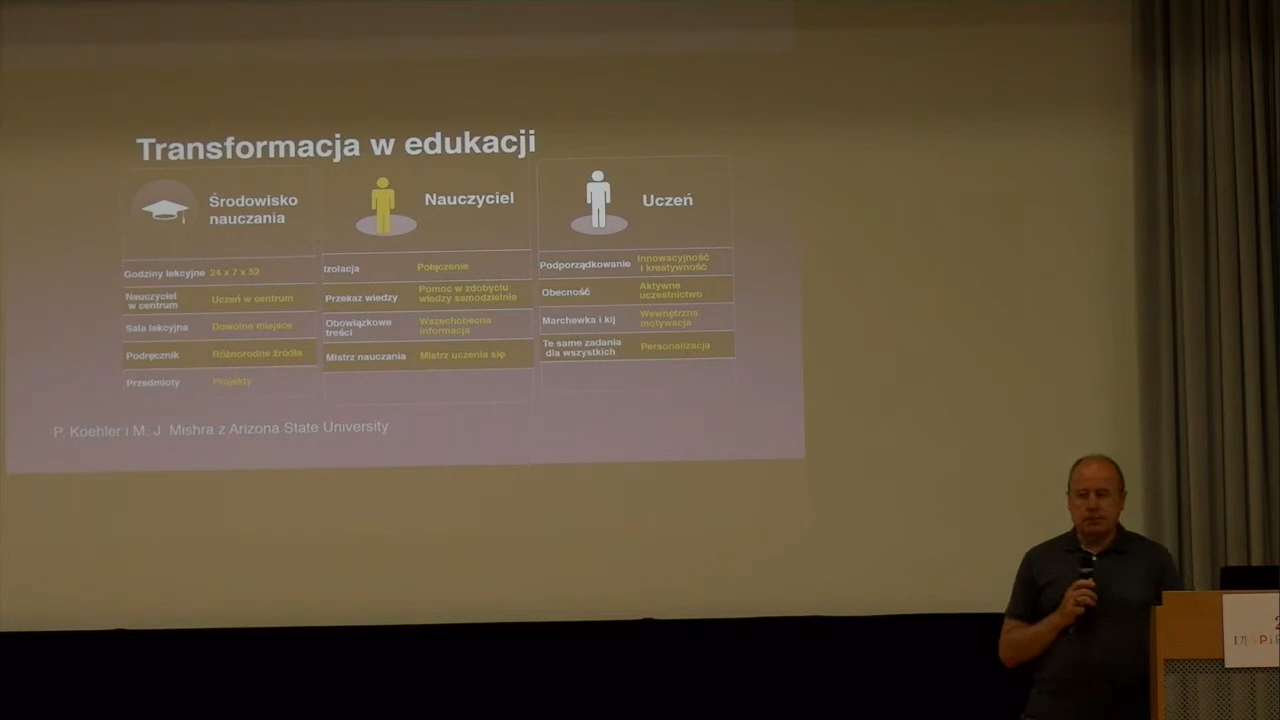 Transformacja w edukacji
Środowisko
nauczania
Godziny lekcyjne 24 x 7 x 52
Nauczyciel
w centrum
Uczeń w centrum
Sala lekcyjna Dowolne miejsce
Podręcznik Różnorodne źródła
Przedmioty Projekty
Nauczyciel
Izolacja Połączenie
Przekaz wiedzy
Pomoc w zdobyciu
wiedzy samodzielnie
Obowiązkowe
treści
Wszechobecna
informacja
Mistrz nauczania Mistrz uczenia się
Uczeń
Podporządkowanie
Innowacyjność
i kreatywność
Obecność
Aktywne
uczestnictwo
Marchewka i kij
Wewnętrzna
motywacja
Te same zadania
dla wszystkich
Personalizacja
P. Koehler i M. J. Mishra z Arizona State University